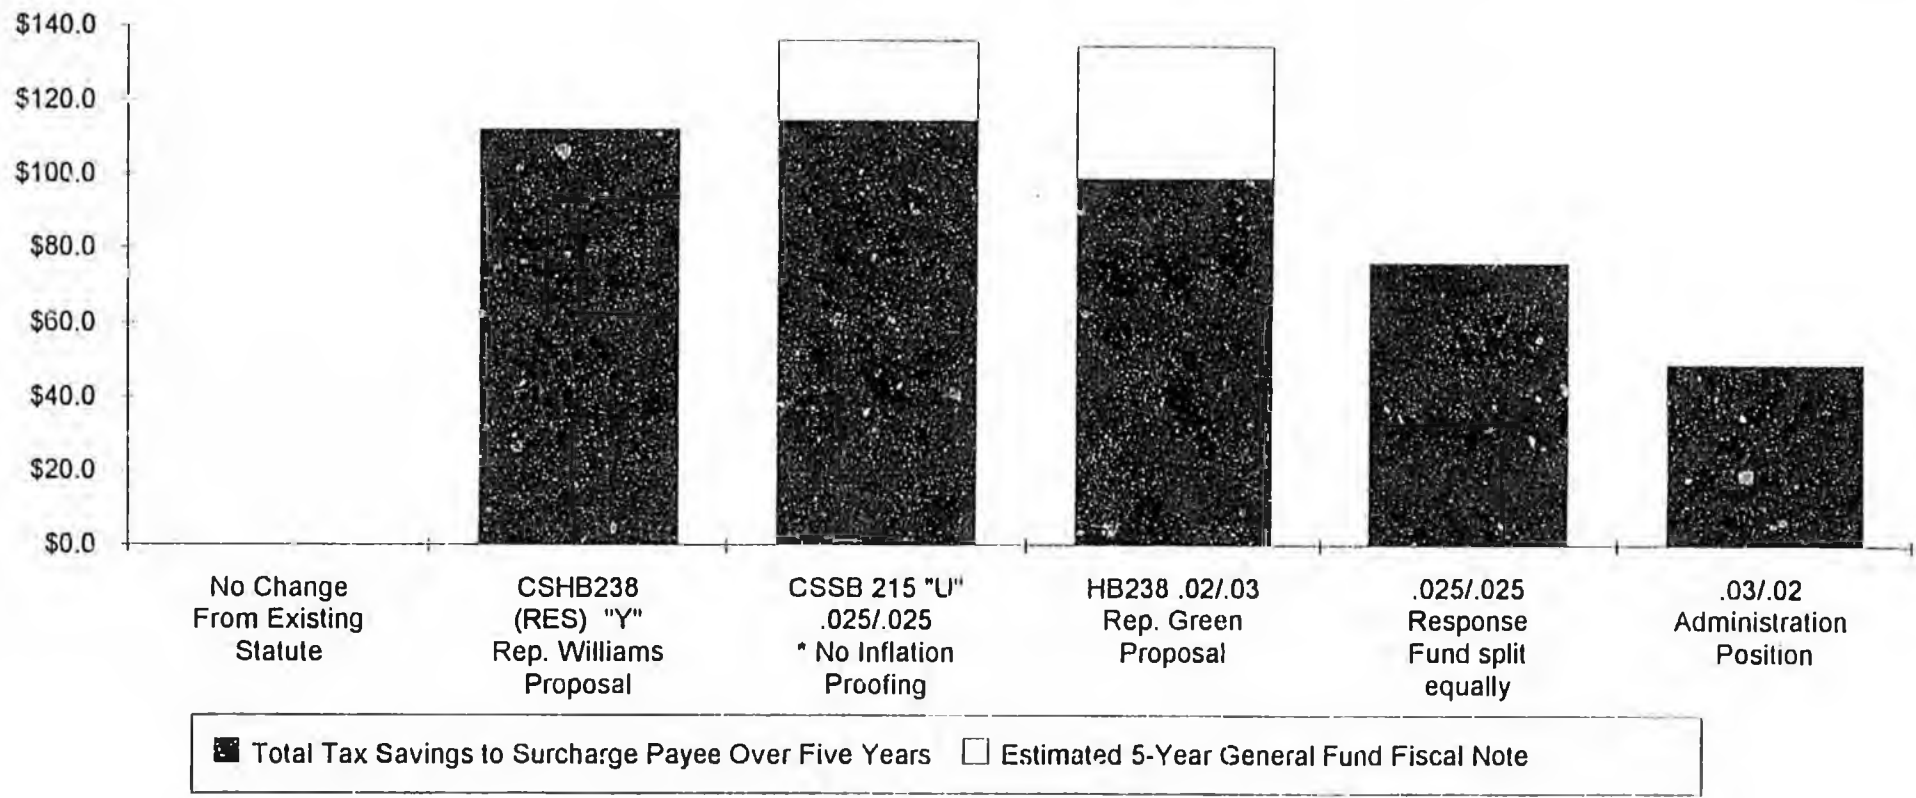 $140.0
$120.0
$100.0
$80.0
$60.0
$40.0
$20.0
$0.0
No Change
From Existing
Statute
CSHB238
(RES) "Y"
Rep. Williams
Proposal
CSSB 215 "U"
.025/.025
* No Inflation
Proofing
HB238 .02/.03
Rep. Green
Proposal
.025/.025
Response
Fund split
equally
.03/.02
Administration
Position
Total Tax Savings to Surcharge Payee Over Five Years
Estimated 5-Year General Fund Fiscal Note